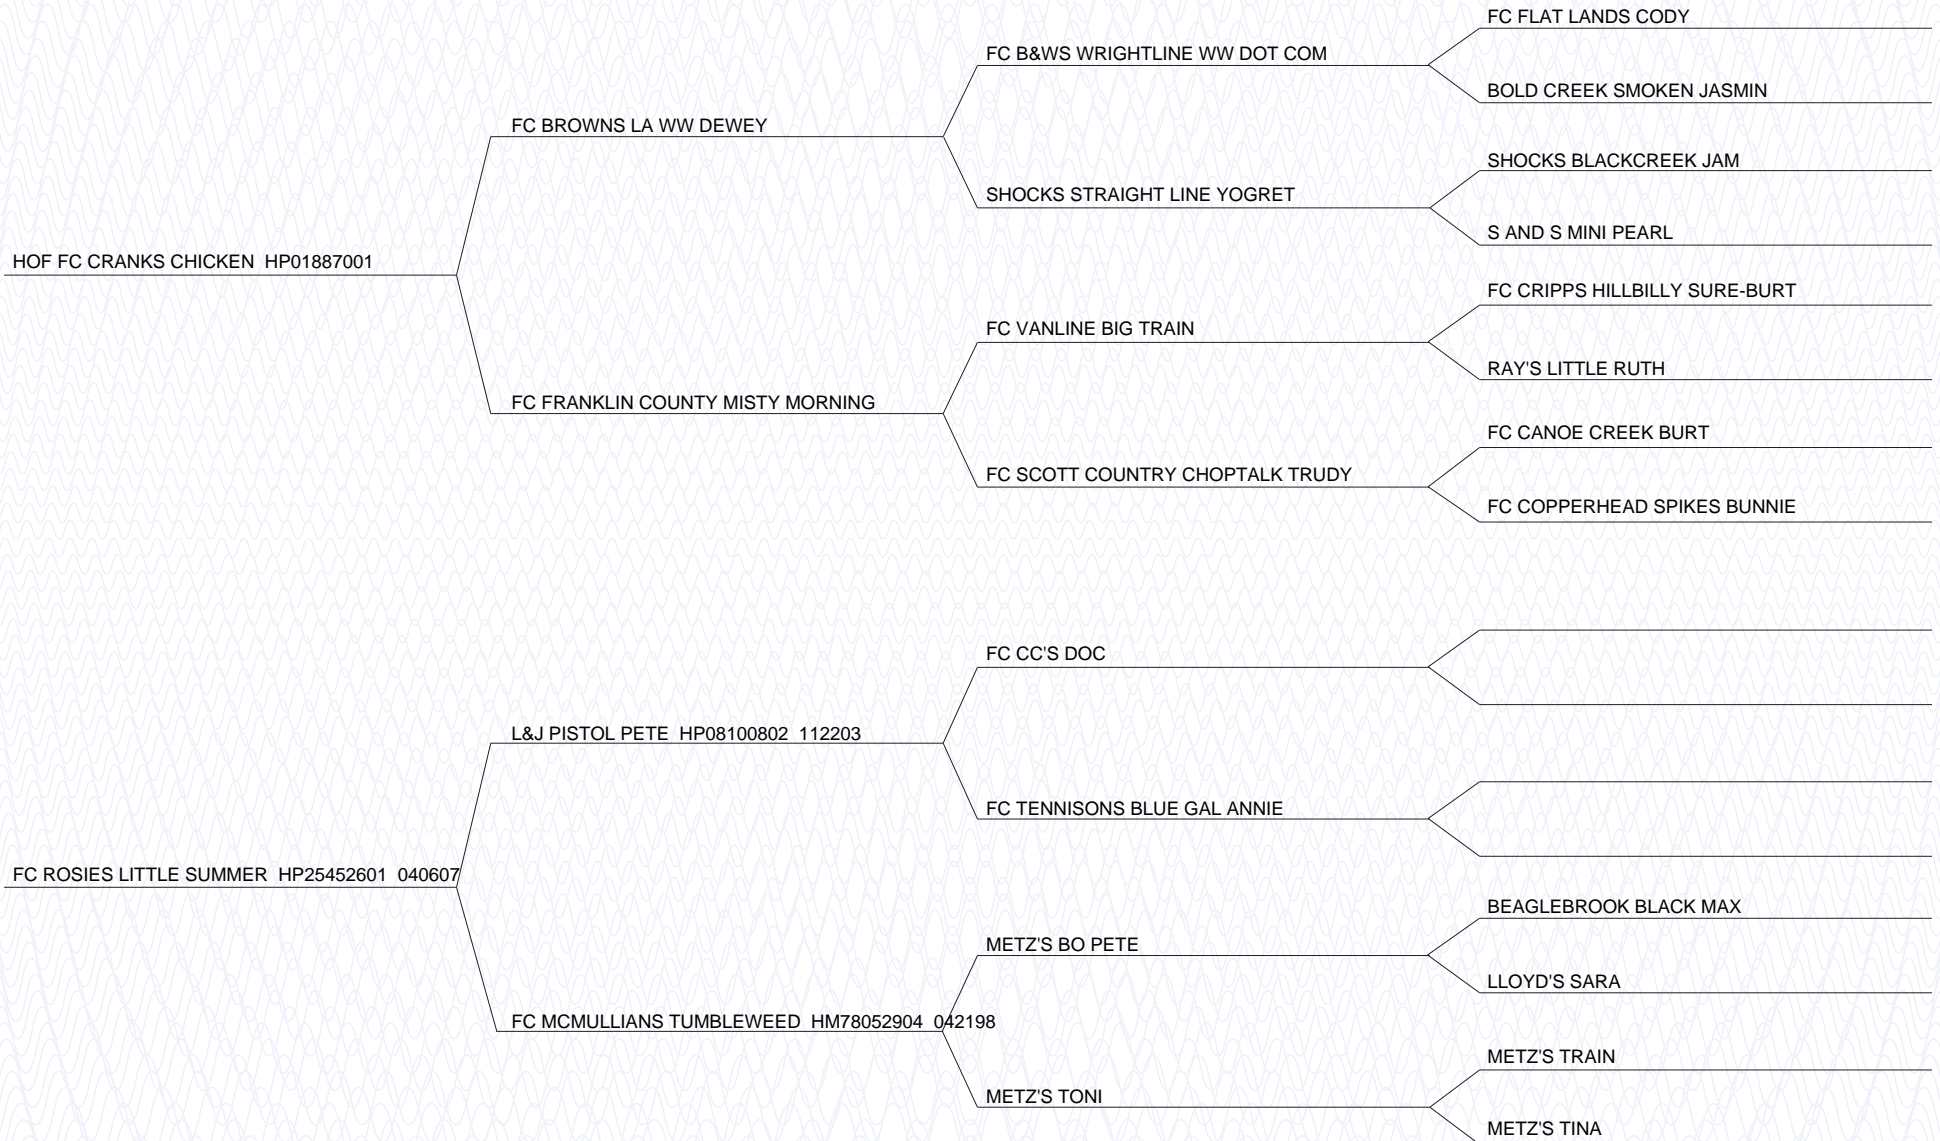 FC FLAT LANDS CODY
FC B&WS WRIGHTLINE WW DOT COM
BOLD CREEK SMOKEN JASMIN
FC BROWNS LA WW DEWEY
SHOCKS BLACKCREEK JAM
SHOCKS STRAIGHT LINE YOGRET
S AND S MINI PEARL
HOF FC CRANKS CHICKEN HP01887001
FC CRIPPS HILLBILLY SURE-BURT
FC VANLINE BIG TRAIN
RAY'S LITTLE RUTH
FC FRANKLIN COUNTY MISTY MORNING
FC CANOE CREEK BURT
FC SCOTT COUNTRY CHOPTALK TRUDY
FC COPPERHEAD SPIKES BUNNIE
FC CC'S DOC
L&J PISTOL PETE HP08100802 112203
FC TENNISONS BLUE GAL ANNIE
FC ROSIES LITTLE SUMMER HP25452601 040607
BEAGLEBROOK BLACK MAX
METZ'S BO PETE
LLOYD'S SARA
FC MCMULLIANS TUMBLEWEED HM78052904 042198
METZ'S TRAIN
METZ'S TONI
METZ'S TINA